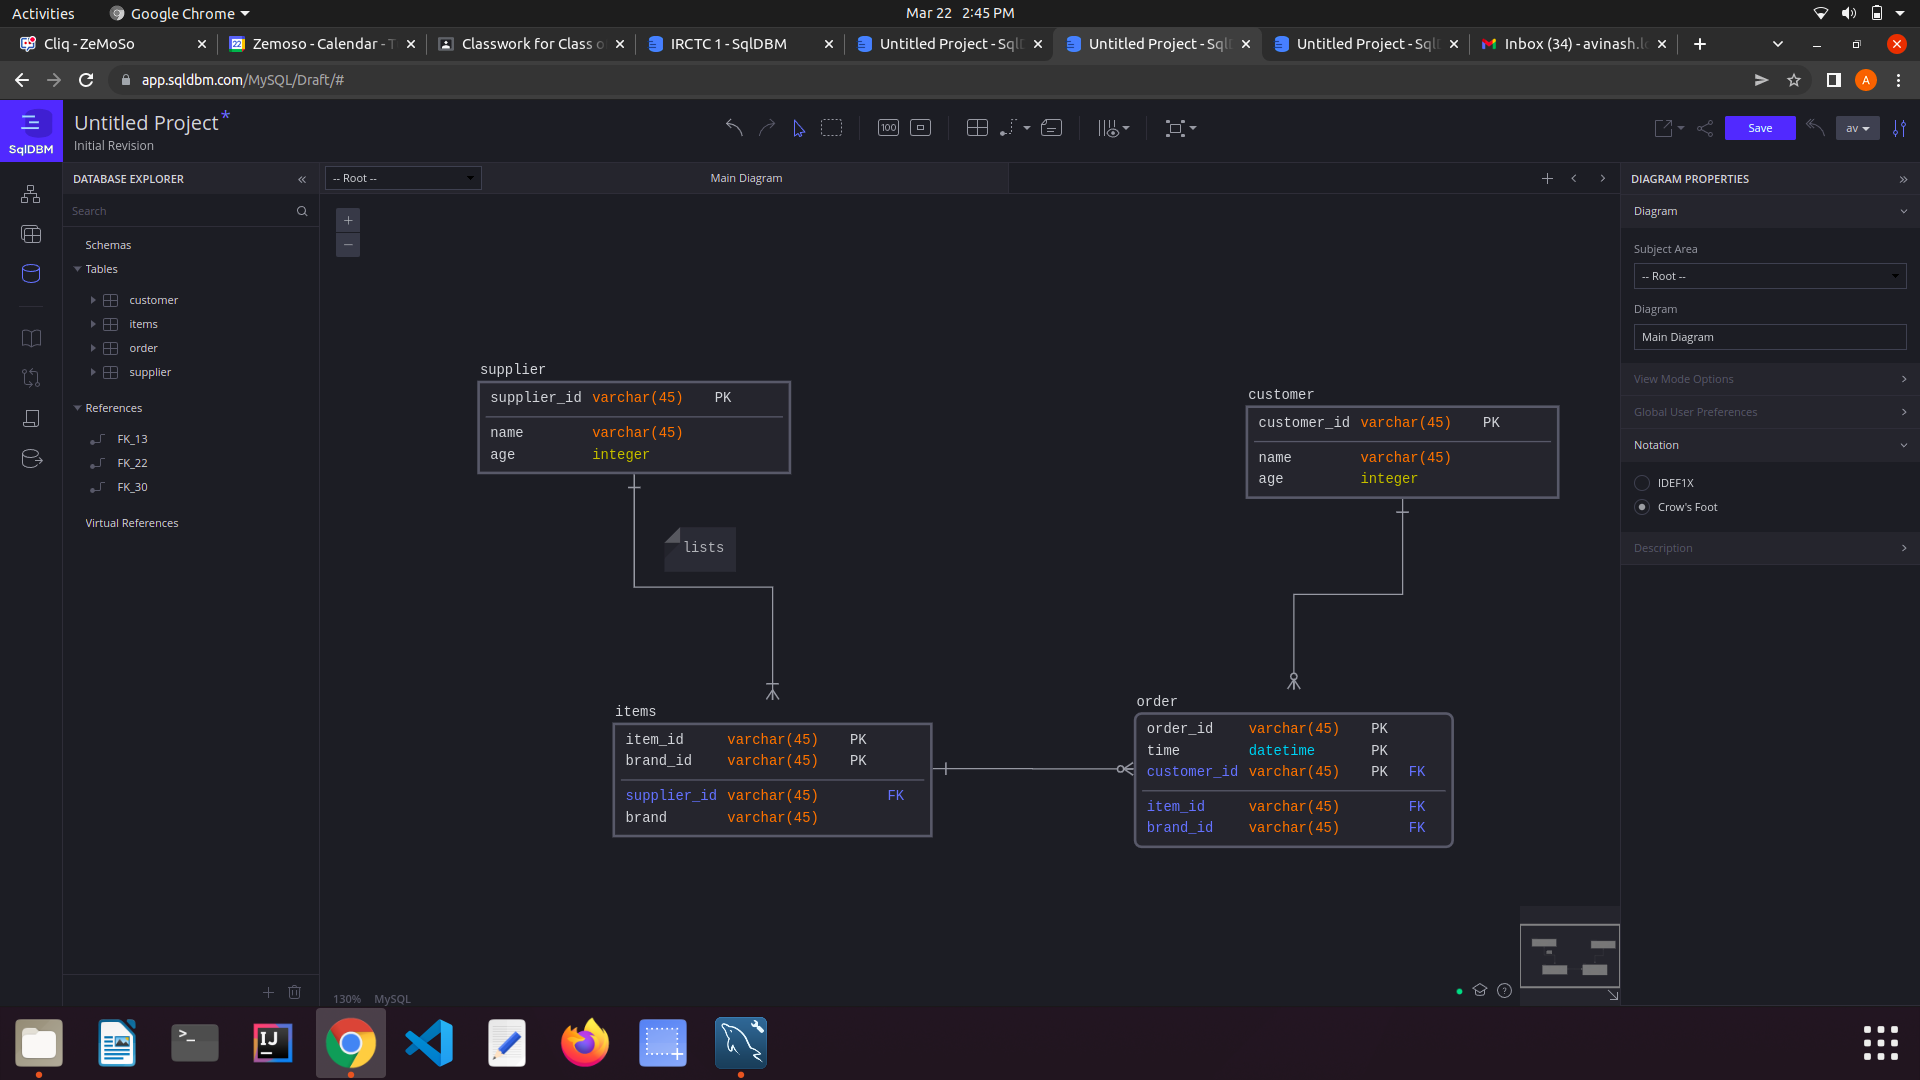 Activities
Google Chrome
Mar 22 2:45 PM
Cliq - ZeMoSo
22
Zemoso - Calendar - T
Classwork for Class o
IRCTC 1 - SqlDBM
Untitled Project - Sql
Untitled Project - Sql
Untitled Project - Sql
Inbox (34) - avinash.l
app.sqldbm.com/MySQL/Draft/#
A
SqlDBM
Untitled Project*
Initial Revision
100
Save
av
DATABASE EXPLORER
-- Root --
Main Diagram
DIAGRAM PROPERTIES
Search
Schemas
Tables
customer
items
order
supplier
References
FK_13
FK_22
FK_30
Virtual References
supplier
supplier_id varchar(45) PK
name varchar(45)
age integer
lists
customer
customer_id varchar(45) PK
name varchar(45)
age integer
items
item_id varchar(45) PK
brand_id varchar(45) PK
supplier_id varchar(45) FK
brand varchar(45)
order
order_id varchar(45) PK
time datetime PK
customer_id varchar(45) PK FK
item_id varchar(45) FK
brand_id varchar(45) FK
Diagram
Subject Area
-- Root --
Diagram
Main Diagram
View Mode Options
Global User Preferences
Notation
IDEF1X
Crow's Foot
Description
130% MySQL
>_
IJ